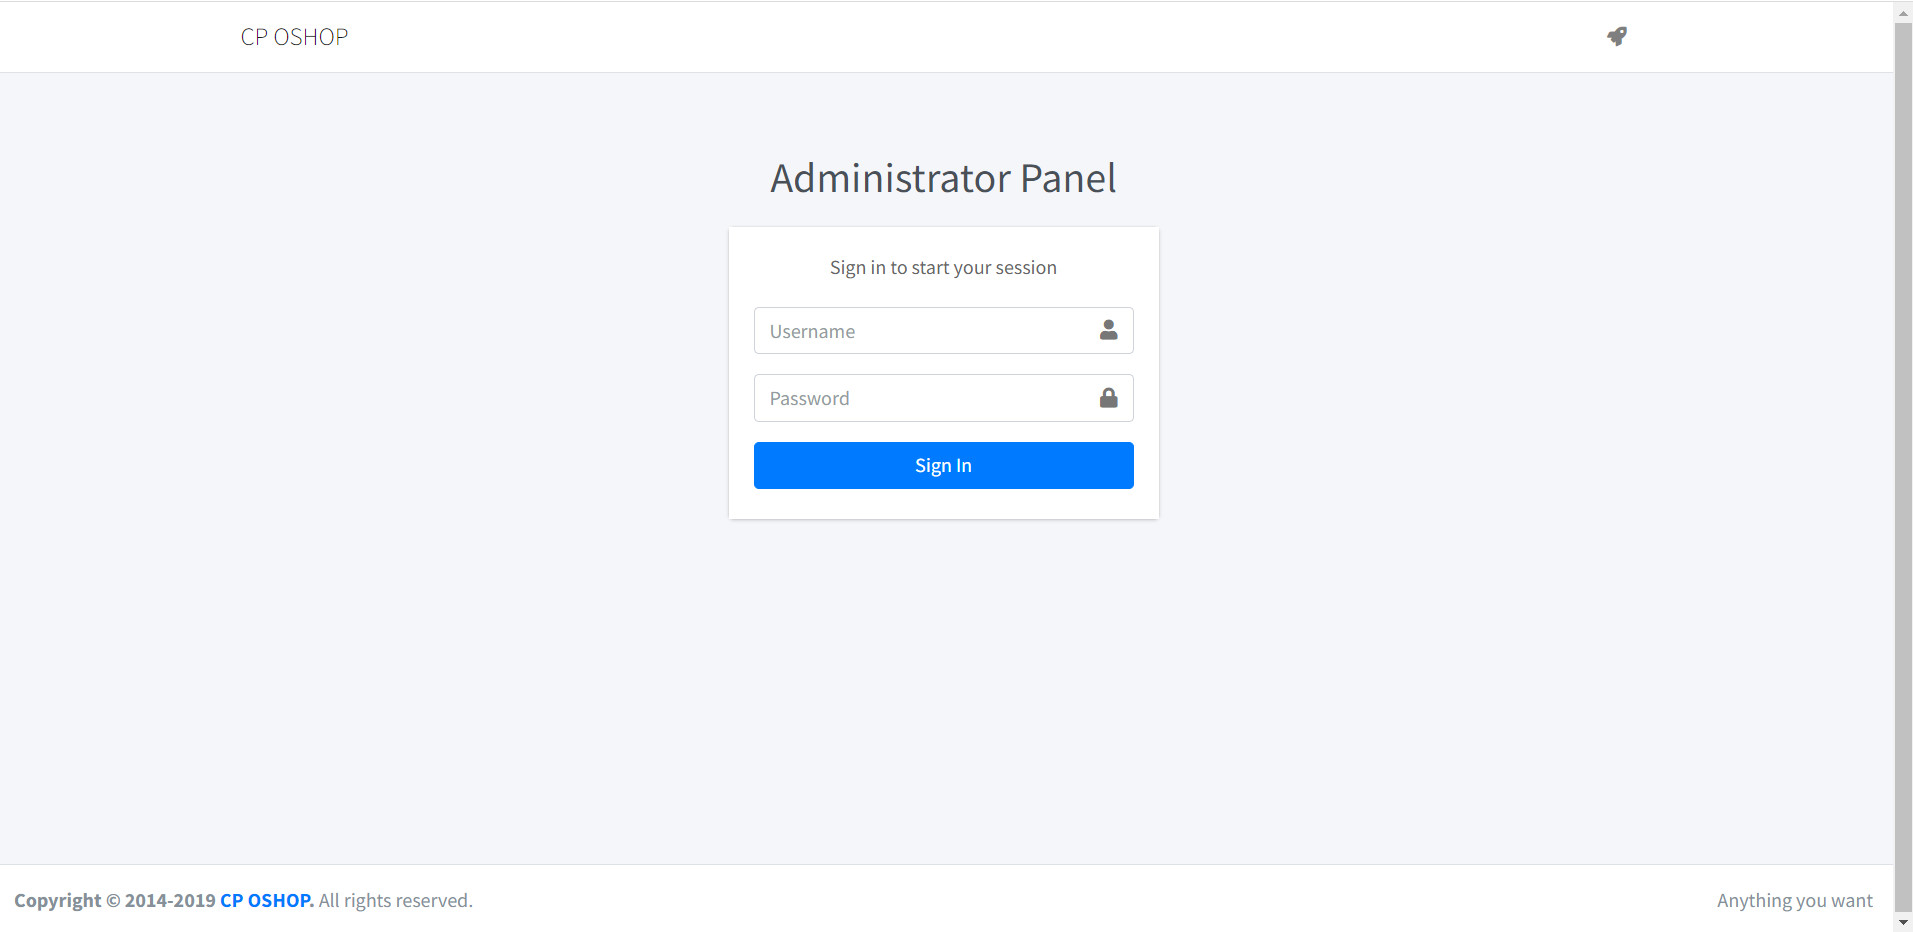 CP OSHOP
Administrator Panel
Sign in to start your session
Username
Password
Sign In
Copyright © 2014-2019 CP OSHOP. All rights reserved.
Anything you want